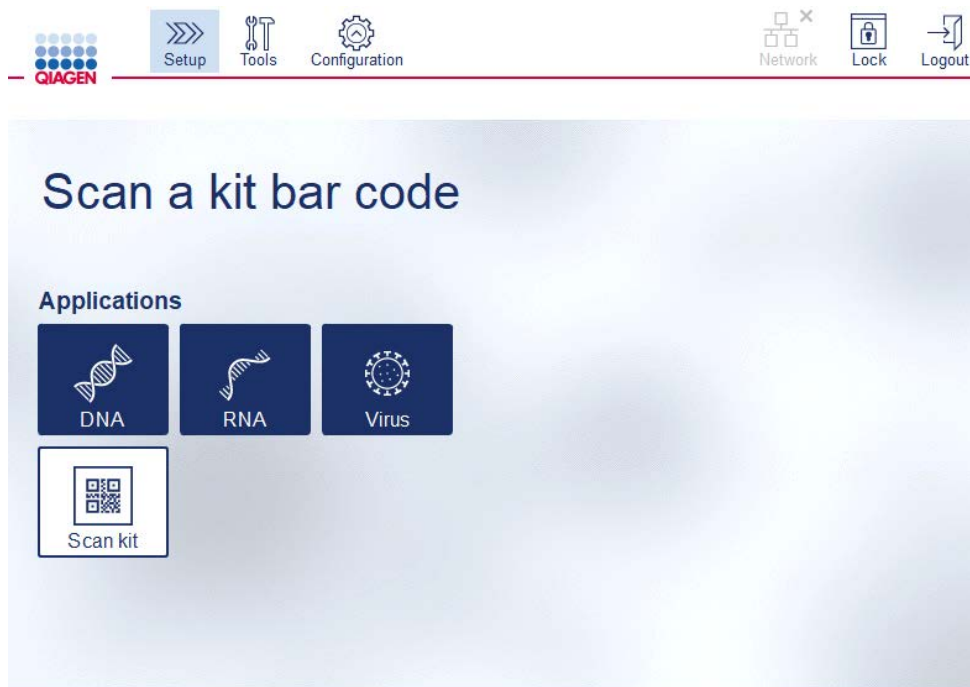 QIAGEN
Setup
Tools
Configuration
Network
Lock
Logout
Scan a kit bar code
Applications
DNA
RNA
Virus
Scan kit